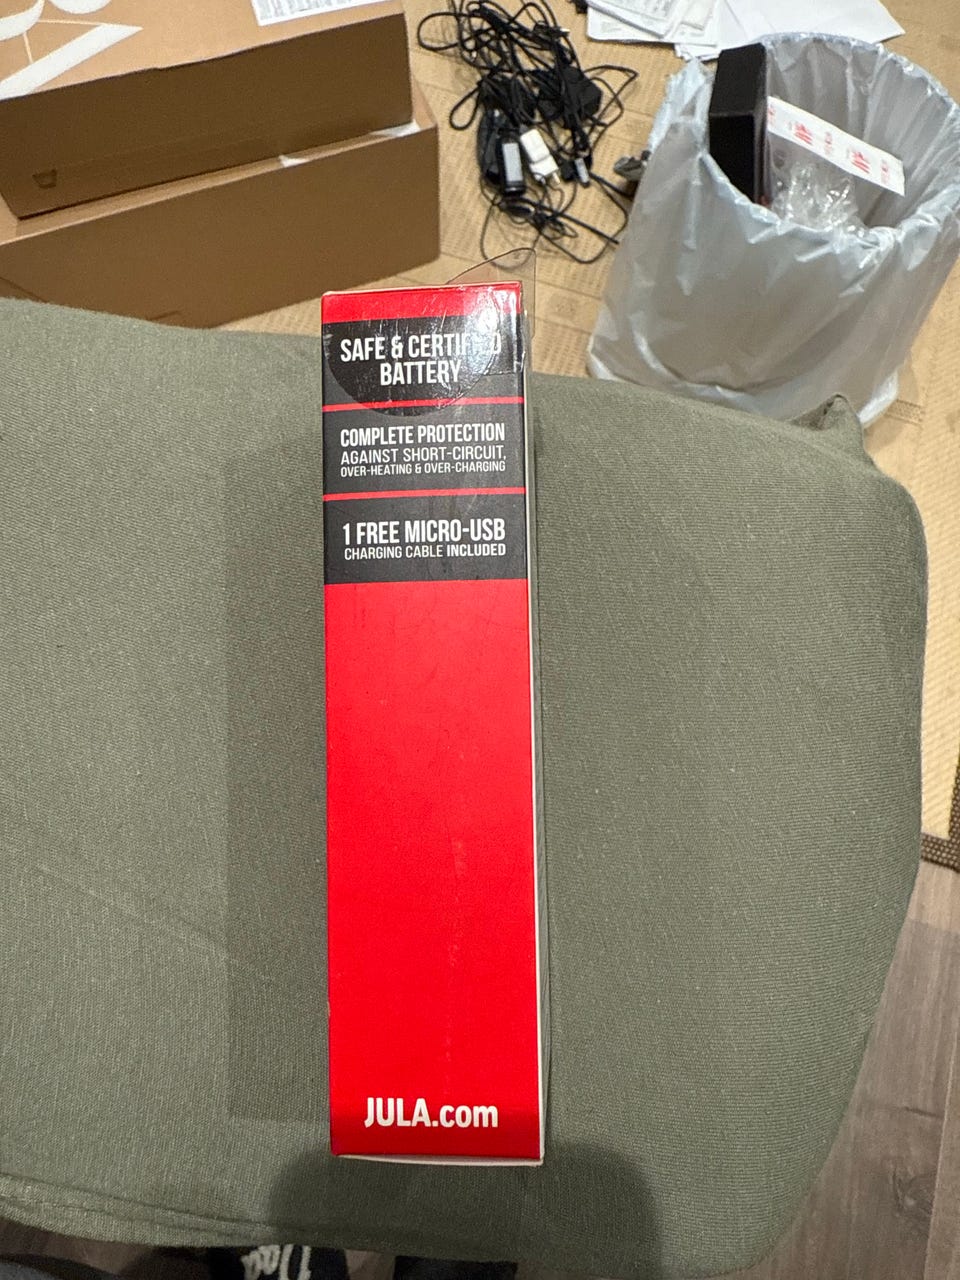 SAFE & CERTIFIED
BATTERY
COMPLETE PROTECTION
AGAINST SHORT-CIRCUIT,
OVER-HEATING & OVER-CHARGING
1 FREE MICRO-USB
CHARGING CABLE INCLUDED
JULA.com